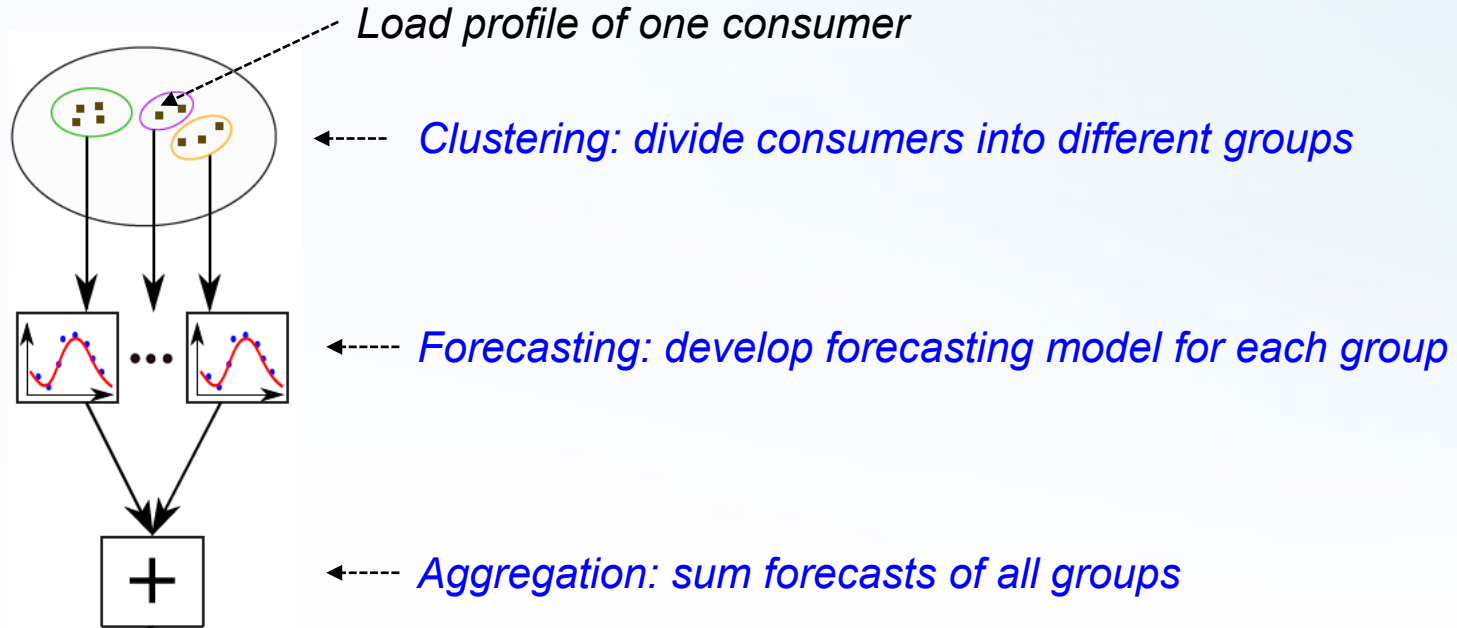 Load profile of one consumer
Clustering: divide consumers into different groups
Forecasting: develop forecasting model for each group
Aggregation: sum forecasts of all groups